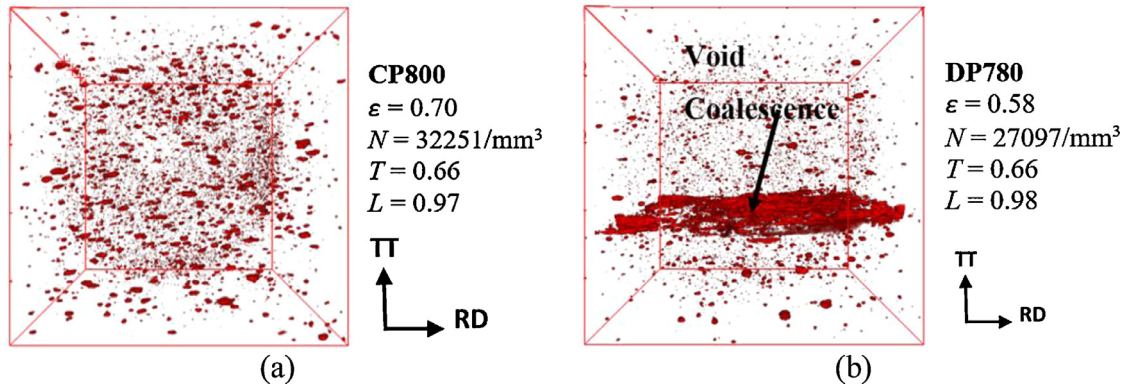 CP800
ε = 0.70
N = 32251/mm³
T = 0.66
L = 0.97
TT
RD
(a)
Void
Coalescence
DP780
ε = 0.58
N = 27097/mm³
T = 0.66
L = 0.98
TT
RD
(b)